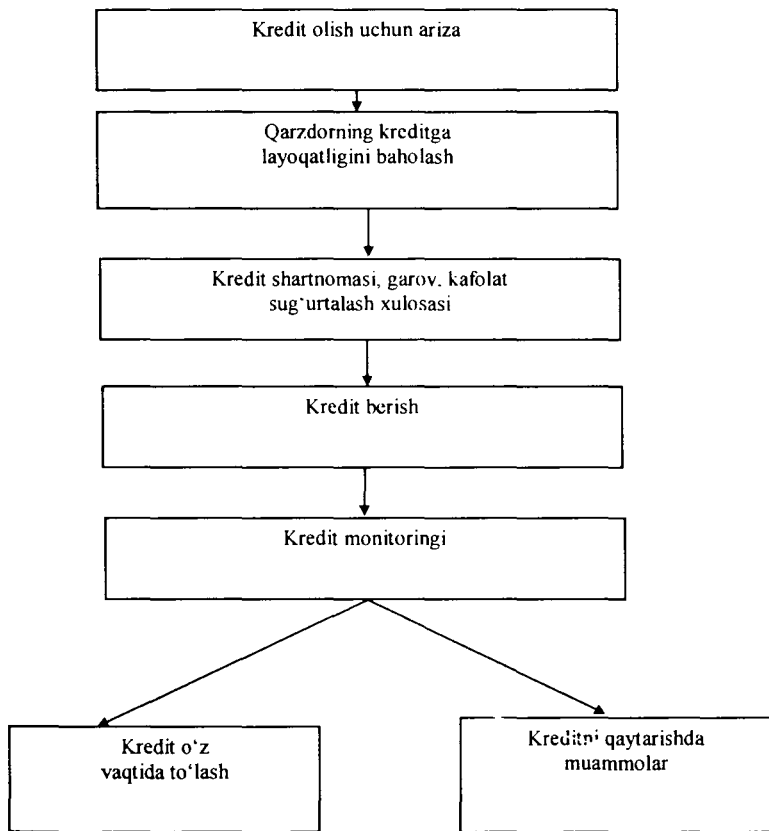 Kredit olish uchun ariza
Qarzdorning kreditga
layoqatligini baholash
Kredit shartnomasi, garov. kafolat
sug‘urtalash xulosasi
Kredit berish
Kredit monitoringi
Kredit o‘z
vaqtida to‘lash
Kreditni qaytarishda
muammolar